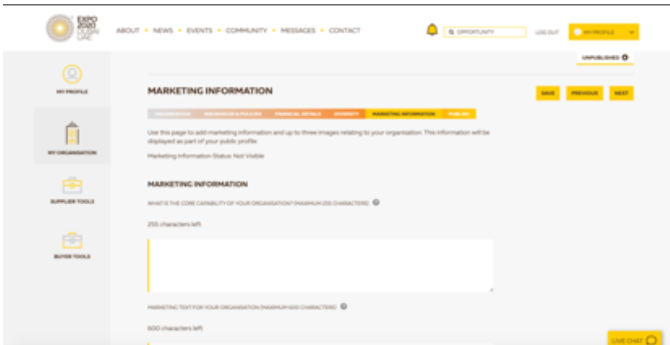 EXPO
2020
DUBAI
UAE
ABOUT • NEWS • EVENTS • COMMUNITY • MESSAGES • CONTACT
OPPORTUNITY
LOG OUT
MY PROFILE
UNPUBLISHED
MY PROFILE
MY ORGANISATION
SUPPLIER TOOLS
BUYER TOOLS
MARKETING INFORMATION
SAVE
PREVIOUS
NEXT
ORGANISATION INSURANCE & POLICIES FINANCIAL DETAILS DIVERSITY MARKETING INFORMATION PUBLISH
Use this page to add marketing information and up to three images relating to your organisation. This information will be
displayed as part of your public profile.
Marketing Information Status: Not Visible
MARKETING INFORMATION
WHAT IS THE CORE CAPABILITY OF YOUR ORGANISATION? (MAXIMUM 255 CHARACTERS)
255 characters left
MARKETING TEXT FOR YOUR ORGANISATION (MAXIMUM 600 CHARACTERS)
600 characters left
LIVE CHAT